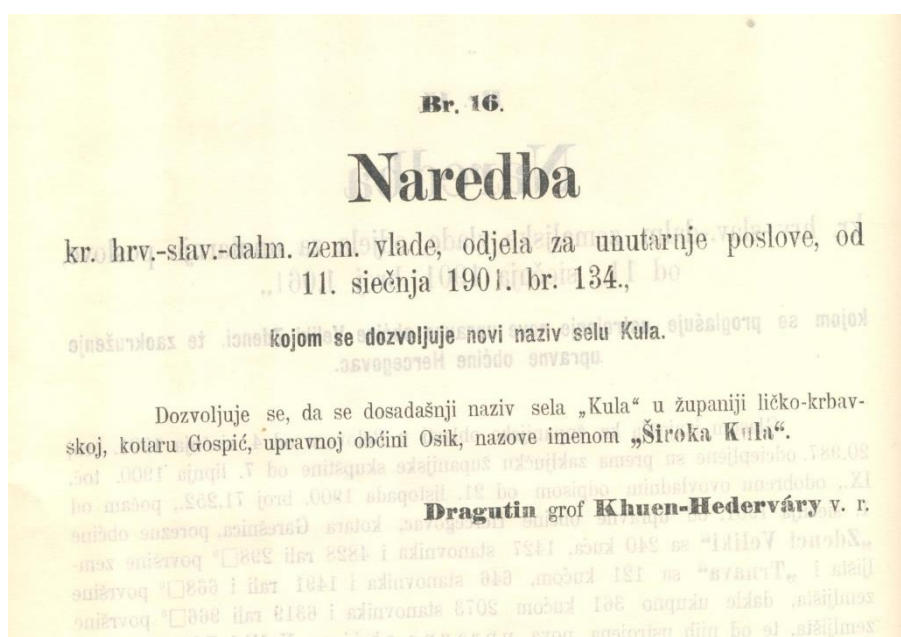 Br. 16.
Naredba
kr. hrv.-slav.-dalm. zem. vlade, odjela za unutarnje poslove, od
11. siečnja 1901. br. 134.,
kojom se dozvoljuje novi naziv selu Kula.
Dozvoljuje se, da se dosadašnji naziv sela „Kula“ u županiji ličko-krbav-
skoj, kotaru Gospić, upravnoj občini Osik, nazove imenom „Široka Kula“.
Dragutin grof Khuen-Hederváry v. r.